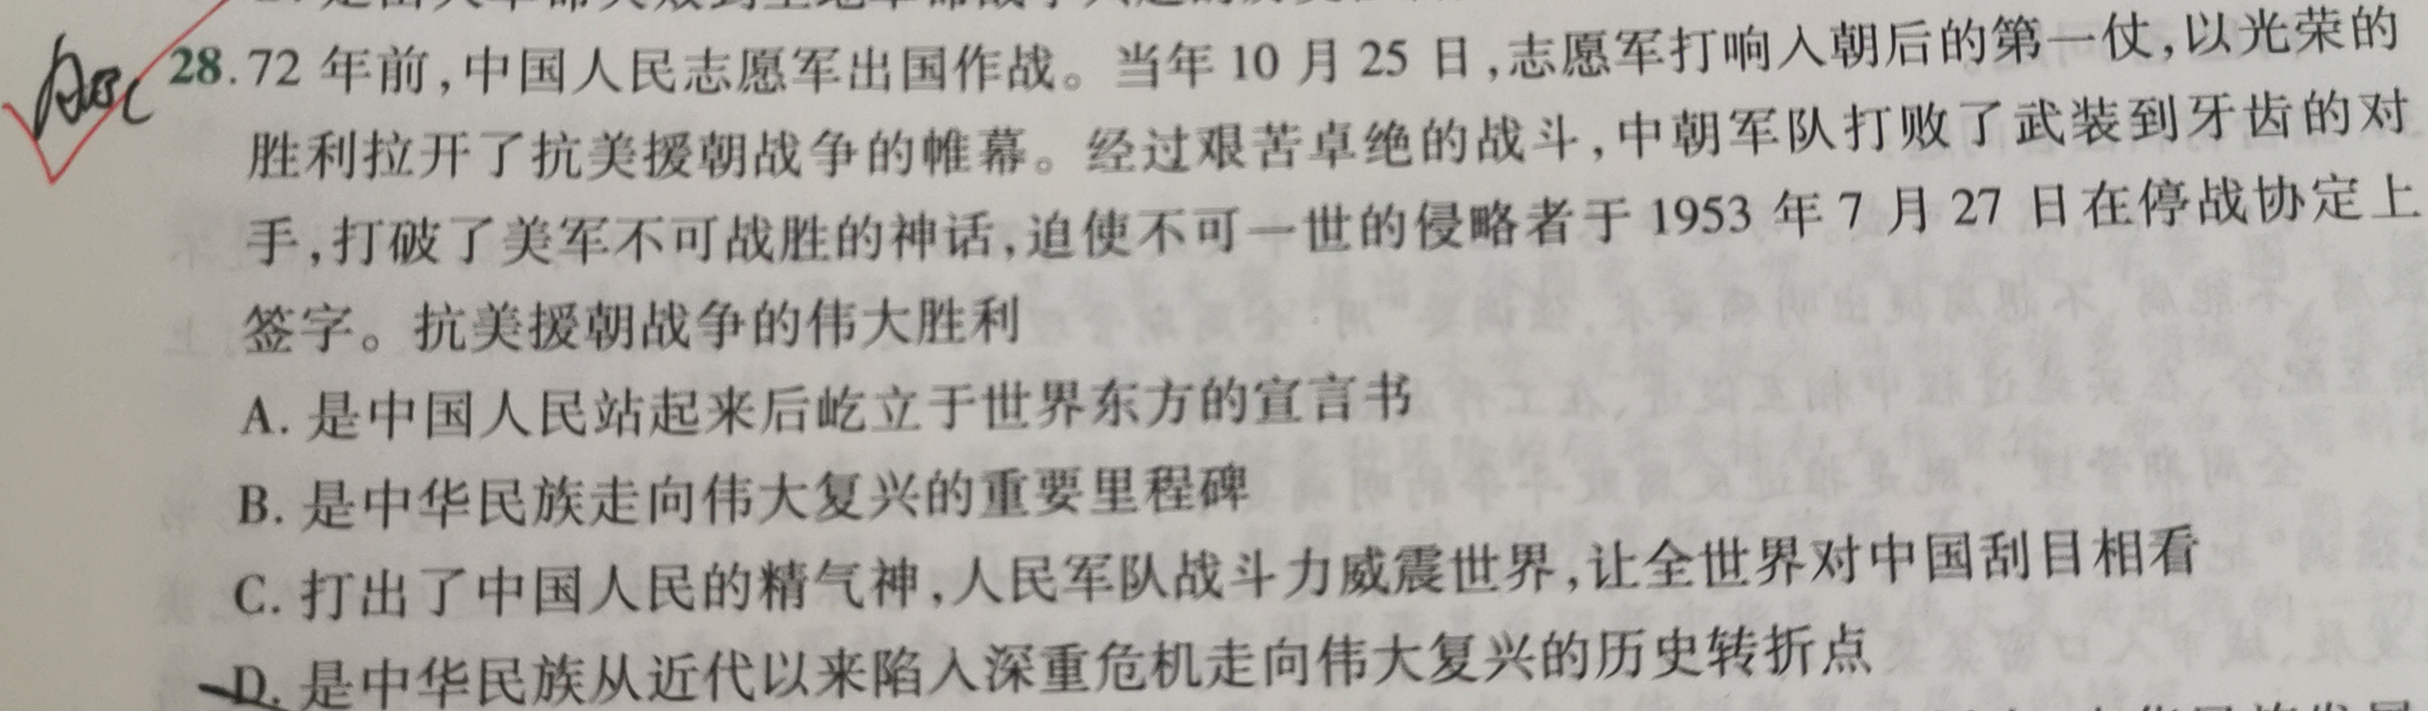 ABC
28.72 年前,中国人民志愿军出国作战。当年 10 月 25 日,志愿军打响入朝后的第一仗,以光荣的
胜利拉开了抗美援朝战争的帷幕。经过艰苦卓绝的战斗,中朝军队打败了武装到牙齿的对
手,打破了美军不可战胜的神话,迫使不可一世的侵略者于 1953 年 7 月 27 日在停战协定上
签字。抗美援朝战争的伟大胜利
A. 是中国人民站起来后屹立于世界东方的宣言书
B. 是中华民族走向伟大复兴的重要里程碑
C. 打出了中国人民的精气神,人民军队战斗力威震世界,让全世界对中国刮目相看
D. 是中华民族从近代以来陷入深重危机走向伟大复兴的历史转折点